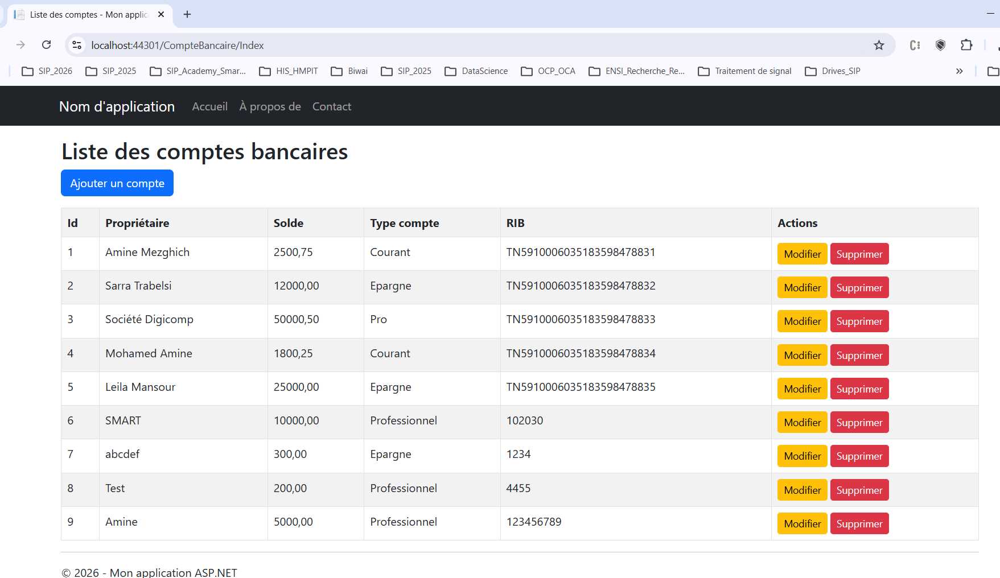 Liste des comptes - Mon applic
localhost:44301/CompteBancaire/Index
SIP_2026 SIP_2025 SIP_Academy_Smar... HIS_HMPIT Biwai SIP_2025 DataScience OCP_OCA ENSI_Recherche_Re... Traitement de signal Drives_SIP
Nom d'application Accueil À propos de Contact
Liste des comptes bancaires
Ajouter un compte
Id Propriétaire Solde Type compte RIB Actions
1 Amine Mezghich 2500,75 Courant TN5910006035183598478831 Modifier Supprimer
2 Sarra Trabelsi 12000,00 Epargne TN5910006035183598478832 Modifier Supprimer
3 Société Digicomp 50000,50 Pro TN5910006035183598478833 Modifier Supprimer
4 Mohamed Amine 1800,25 Courant TN5910006035183598478834 Modifier Supprimer
5 Leila Mansour 25000,00 Epargne TN5910006035183598478835 Modifier Supprimer
6 SMART 10000,00 Professionnel 102030 Modifier Supprimer
7 abcdef 300,00 Epargne 1234 Modifier Supprimer
8 Test 200,00 Professionnel 4455 Modifier Supprimer
9 Amine 5000,00 Professionnel 123456789 Modifier Supprimer
© 2026 - Mon application ASP.NET